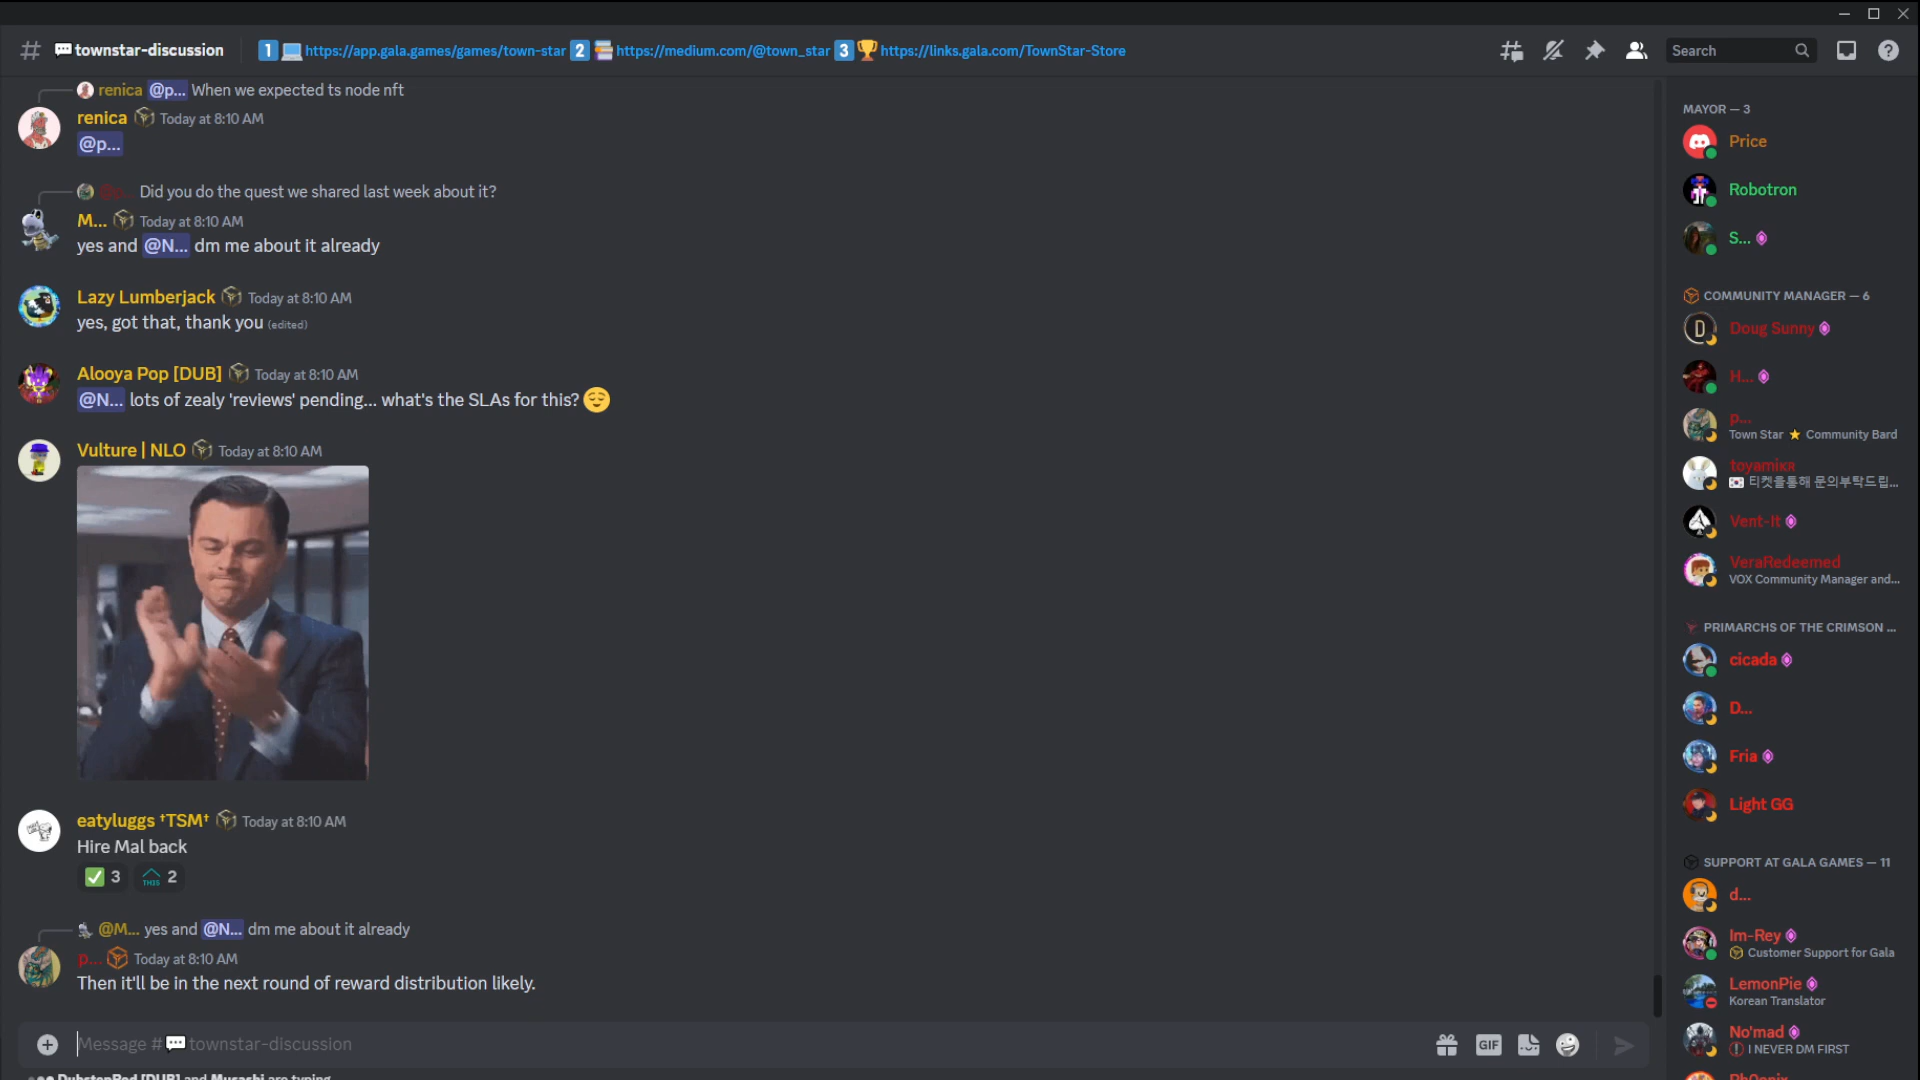 townstar-discussion
1 https://app.gala.games/games/town-star 2 https://medium.com/@town_star 3 https://links.gala.com/TownStar-Store
Search
renica @p... When we expected ts node nft
renica Today at 8:10 AM
@p...
Did you do the quest we shared last week about it?
M... Today at 8:10 AM
yes and @N... dm me about it already
Lazy Lumberjack Today at 8:10 AM
yes, got that, thank you (edited)
Alooya Pop [DUB] Today at 8:10 AM
@N... lots of zealy 'reviews' pending... what's the SLAs for this?
Vulture | NLO Today at 8:10 AM
eatyluggs †TSM† Today at 8:10 AM
Hire Mal back
3 THIS 2
@M... yes and @N... dm me about it already
p... Today at 8:10 AM
Then it'll be in the next round of reward distribution likely.
Message # townstar-discussion
GIF
DubstepPod [DUB] and Musashi are typing
MAYOR — 3
Price
Robotron
S...
COMMUNITY MANAGER — 6
D
Doug Sunny
H...
p...
Town Star ⭐ Community Bard
toyamiKR
🇰🇷 티켓을통해 문의부탁드립...
Vent-It
VeraRedeemed
VOX Community Manager and...
PRIMARCHS OF THE CRIMSON ...
cicada
D...
Fria
Light GG
SUPPORT AT GALA GAMES — 11
d...
Im-Rey
Customer Support for Gala
LemonPie
Korean Translator
No'mad
I NEVER DM FIRST